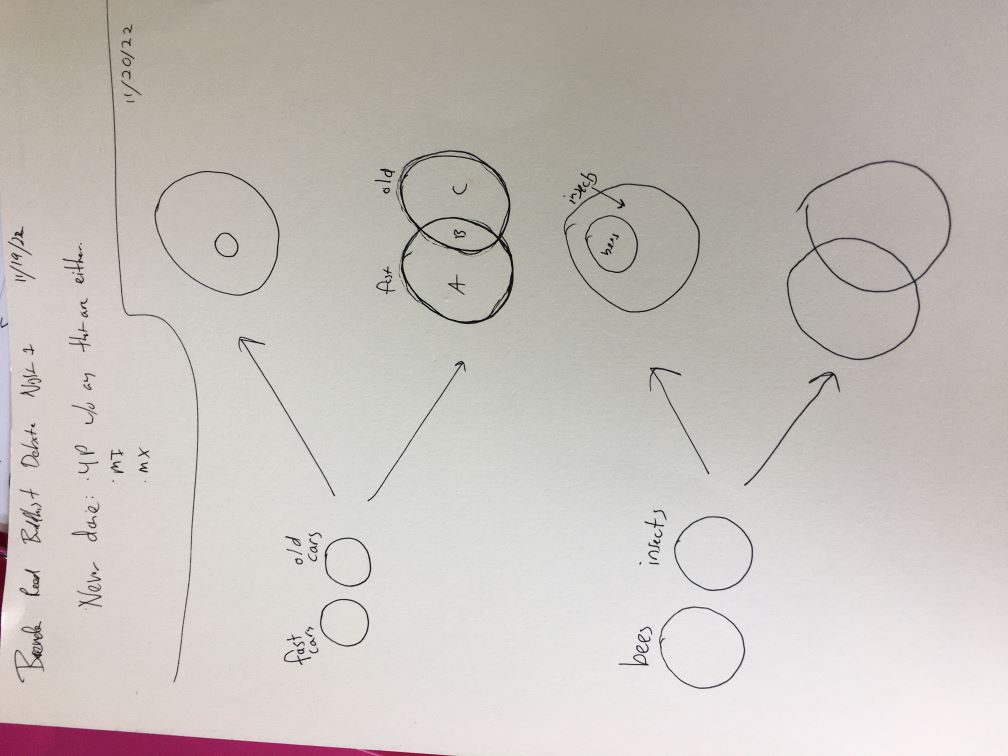 Brenda Read Buddhist Debate Night 1 11/19/22
Never done: · 4P w/o any that are either.
· MI
· MX
11/20/22
fast cars
old cars
fast old
A B C
insects
bees
bees insects